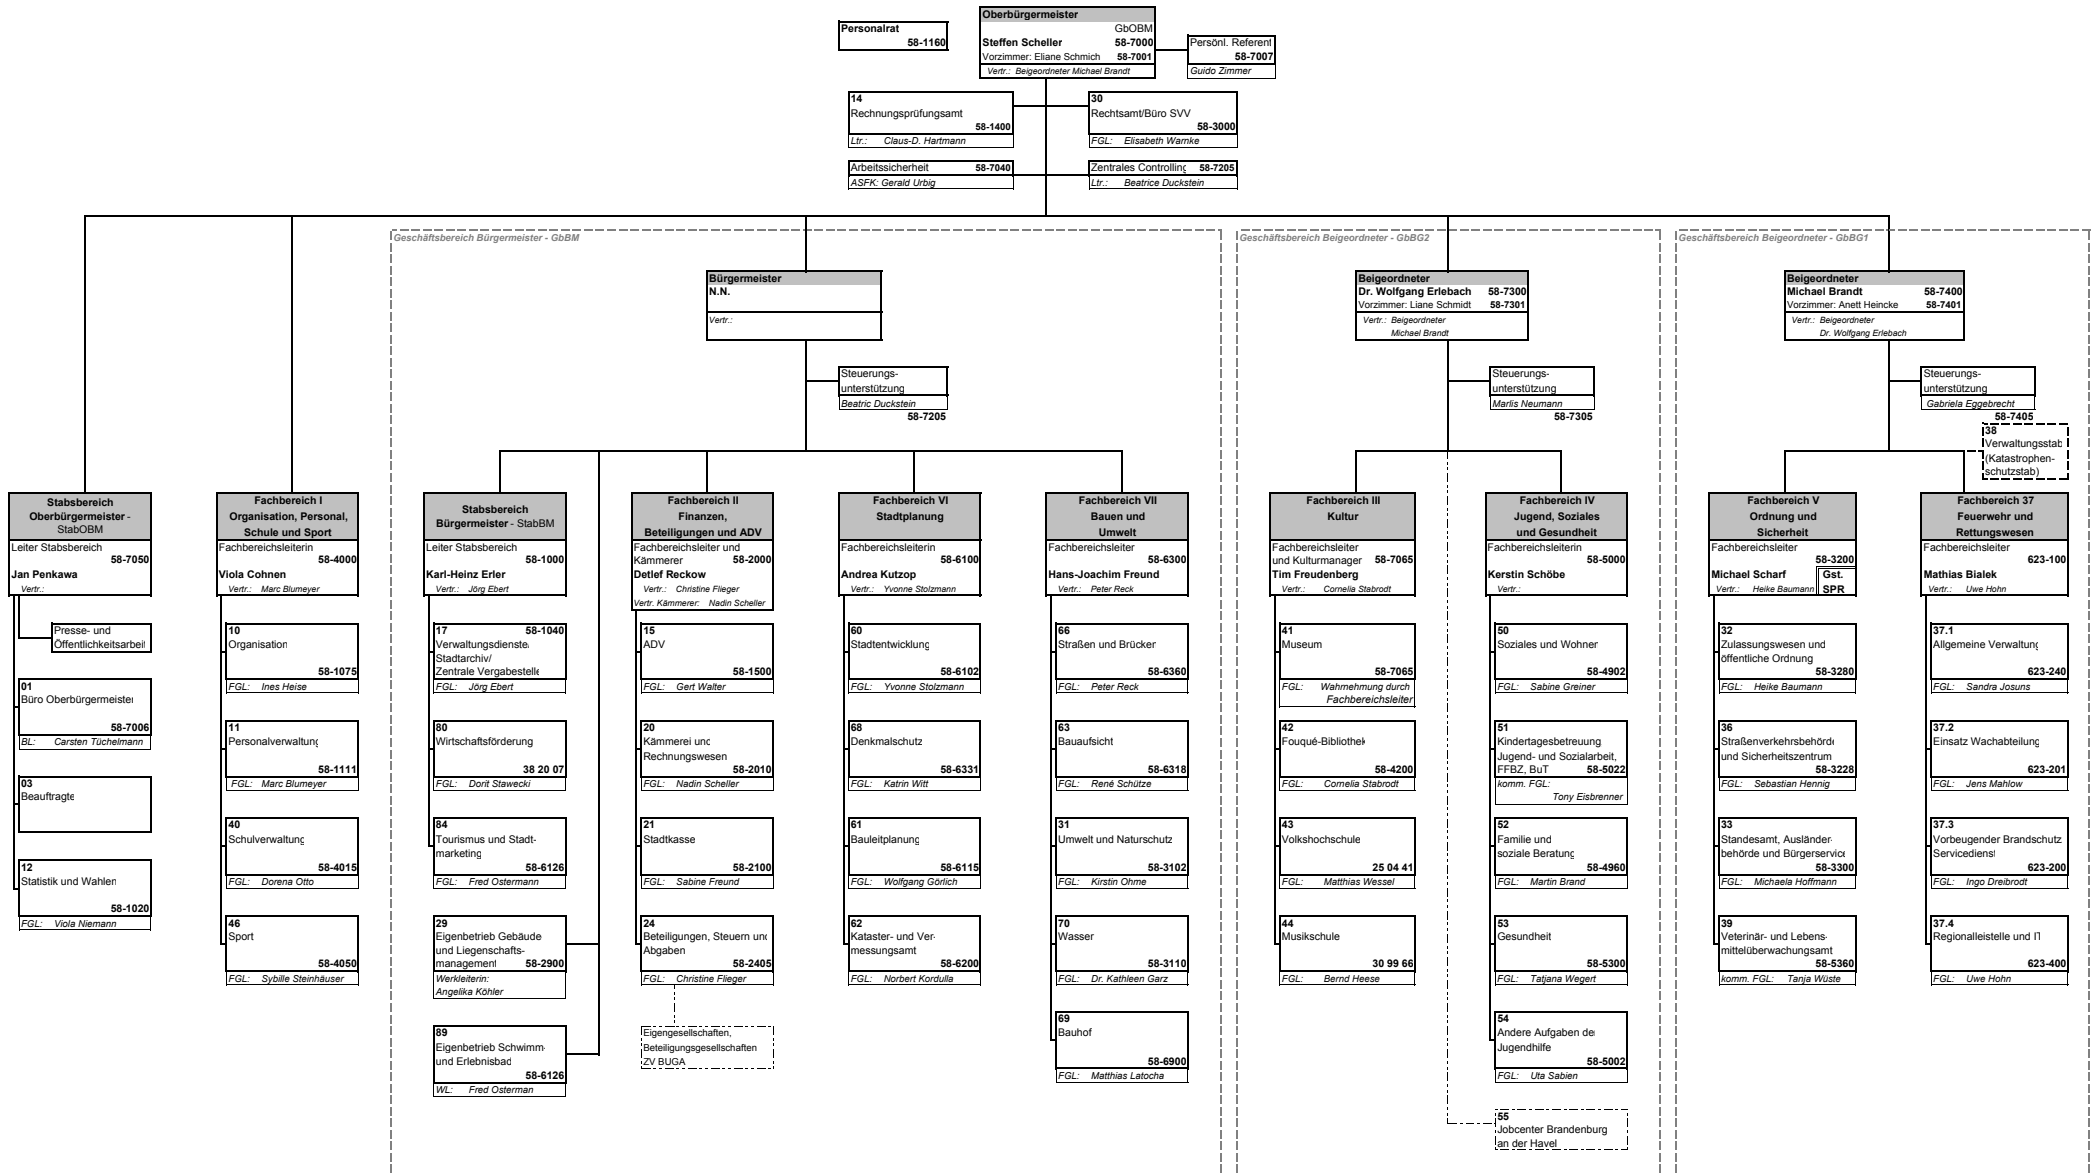 Personalrat
58-1160
Oberbürgermeister
GbOBM
Steffen Scheller 58-7000
Vorzimmer: Eliane Schmich 58-7001
Vertr.: Beigeordneter Michael Brandt
Persönl. Referent
58-7007
Guido Zimmer
14
Rechnungsprüfungsamt
58-1400
Ltr.: Claus-D. Hartmann
30
Rechtsamt/Büro SVV
58-3000
FGL: Elisabeth Warnke
Arbeitssicherheit 58-7040
ASFK: Gerald Urbig
Zentrales Controlling 58-7205
Ltr.: Beatrice Duckstein
Geschäftsbereich Bürgermeister - GbBM
Geschäftsbereich Beigeordneter - GbBG2
Geschäftsbereich Beigeordneter - GbBG1
Bürgermeister
N.N.
Vertr.:
Beigeordneter
Dr. Wolfgang Erlebach 58-7300
Vorzimmer: Liane Schmidt 58-7301
Vertr.: Beigeordneter
Michael Brandt
Beigeordneter
Michael Brandt 58-7400
Vorzimmer: Anett Heincke 58-7401
Vertr.: Beigeordneter
Dr. Wolfgang Erlebach
Steuerungs-
unterstützung
Beatric Duckstein
58-7205
Steuerungs-
unterstützung
Marlis Neumann
58-7305
Steuerungs-
unterstützung
Gabriela Eggebrecht
58-7405
38
Verwaltungsstab
(Katastrophen-
schutzstab)
Stabsbereich
Oberbürgermeister -
StabOBM
Leiter Stabsbereich
58-7050
Jan Penkawa
Vertr.:
Presse- und
Öffentlichkeitsarbeit
01
Büro Oberbürgermeister
58-7006
BL: Carsten Tüchelmann
03
Beauftragte
12
Statistik und Wahlen
58-1020
FGL: Viola Niemann
Fachbereich I
Organisation, Personal,
Schule und Sport
Fachbereichsleiterin
58-4000
Viola Cohnen
Vertr.: Marc Blumeyer
10
Organisation
58-1075
FGL: Ines Heise
11
Personalverwaltung
58-1111
FGL: Marc Blumeyer
40
Schulverwaltung
58-4015
FGL: Dorena Otto
46
Sport
58-4050
FGL: Sybille Steinhäuser
Stabsbereich
Bürgermeister - StabBM
Leiter Stabsbereich
58-1000
Karl-Heinz Erler
Vertr.: Jörg Ebert
17 58-1040
Verwaltungsdienste/
Stadtarchiv/
Zentrale Vergabestelle
FGL: Jörg Ebert
80
Wirtschaftsförderung
38 20 07
FGL: Dorit Stawecki
84
Tourismus und Stadt-
marketing
58-6126
FGL: Fred Ostermann
29
Eigenbetrieb Gebäude
und Liegenschafts-
management 58-2900
Werkleiterin:
Angelika Köhler
89
Eigenbetrieb Schwimm-
und Erlebnisbad
58-6126
WL: Fred Osterman
Fachbereich II
Finanzen,
Beteiligungen und ADV
Fachbereichsleiter und
Kämmerer 58-2000
Detlef Reckow
Vertr.: Christine Flieger
Vertr. Kämmerer: Nadin Scheller
15
ADV
58-1500
FGL: Gert Walter
20
Kämmerei und
Rechnungswesen
58-2010
FGL: Nadin Scheller
21
Stadtkasse
58-2100
FGL: Sabine Freund
24
Beteiligungen, Steuern und
Abgaben
58-2405
FGL: Christine Flieger
Eigengesellschaften,
Beteiligungsgesellschaften
ZV BUGA
Fachbereich VI
Stadtplanung
Fachbereichsleiterin
58-6100
Andrea Kutzop
Vertr.: Yvonne Stolzmann
60
Stadtentwicklung
58-6102
FGL: Yvonne Stolzmann
68
Denkmalschutz
58-6331
FGL: Katrin Witt
61
Bauleitplanung
58-6115
FGL: Wolfgang Görlich
62
Kataster- und Ver-
messungsamt
58-6200
FGL: Norbert Kordulla
Fachbereich VII
Bauen und
Umwelt
Fachbereichsleiter
58-6300
Hans-Joachim Freund
Vertr.: Peter Reck
66
Straßen und Brücken
58-6360
FGL: Peter Reck
63
Bauaufsicht
58-6318
FGL: René Schütze
31
Umwelt und Naturschutz
58-3102
FGL: Kirstin Ohme
70
Wasser
58-3110
FGL: Dr. Kathleen Garz
69
Bauhof
58-6900
FGL: Matthias Latocha
Fachbereich III
Kultur
Fachbereichsleiter
und Kulturmanager 58-7065
Tim Freudenberg
Vertr.: Cornelia Stabrodt
41
Museum
58-7065
FGL: Wahrnehmung durch
Fachbereichsleiter
42
Fouqué-Bibliothek
58-4200
FGL: Cornelia Stabrodt
43
Volkshochschule
25 04 41
FGL: Matthias Wessel
44
Musikschule
30 99 66
FGL: Bernd Heese
Fachbereich IV
Jugend, Soziales
und Gesundheit
Fachbereichsleiterin
58-5000
Kerstin Schöbe
Vertr.:
50
Soziales und Wohnen
58-4902
FGL: Sabine Greiner
51
Kindertagesbetreuung
Jugend- und Sozialarbeit,
FFBZ, BuT 58-5022
komm. FGL:
Tony Eisbrenner
52
Familie und
soziale Beratung
58-4960
FGL: Martin Brand
53
Gesundheit
58-5300
FGL: Tatjana Wegert
54
Andere Aufgaben der
Jugendhilfe
58-5002
FGL: Uta Sabien
55
Jobcenter Brandenburg
an der Havel
Fachbereich V
Ordnung und
Sicherheit
Fachbereichsleiter
58-3200
Michael Scharf
Vertr.: Heike Baumann
Gst.
SPR
32
Zulassungswesen und
öffentliche Ordnung
58-3280
FGL: Heike Baumann
36
Straßenverkehrsbehörde
und Sicherheitszentrum
58-3228
FGL: Sebastian Hennig
33
Standesamt, Ausländer-
behörde und Bürgerservice
58-3300
FGL: Michaela Hoffmann
39
Veterinär- und Lebens-
mittelüberwachungsamt
58-5360
komm. FGL: Tanja Wüste
Fachbereich 37
Feuerwehr und
Rettungswesen
Fachbereichsleiter
623-100
Mathias Bialek
Vertr.: Uwe Hohn
37.1
Allgemeine Verwaltung
623-240
FGL: Sandra Josuns
37.2
Einsatz Wachabteilung
623-201
FGL: Jens Mahlow
37.3
Vorbeugender Brandschutz
Servicedienst
623-200
FGL: Ingo Dreibrodt
37.4
Regionalleistelle und IT
623-400
FGL: Uwe Hohn